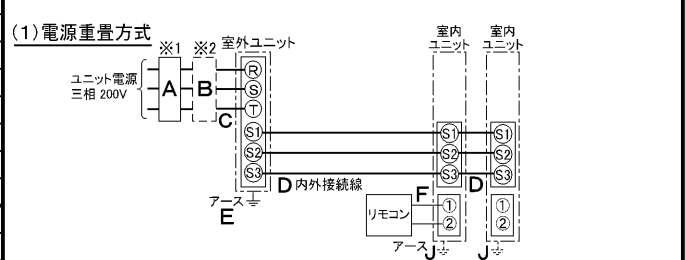 (1)電源重畳方式
※1 ※2 室外ユニット
室内ユニット
室内ユニット
ユニット電源
三相 200V
A B
R
S
T
C
S1 S1 S1
S2 S2 S2
S3 S3 S3
D 内外接続線
D
アース
E
リモコン
F
① ①
② ②
アース J
J